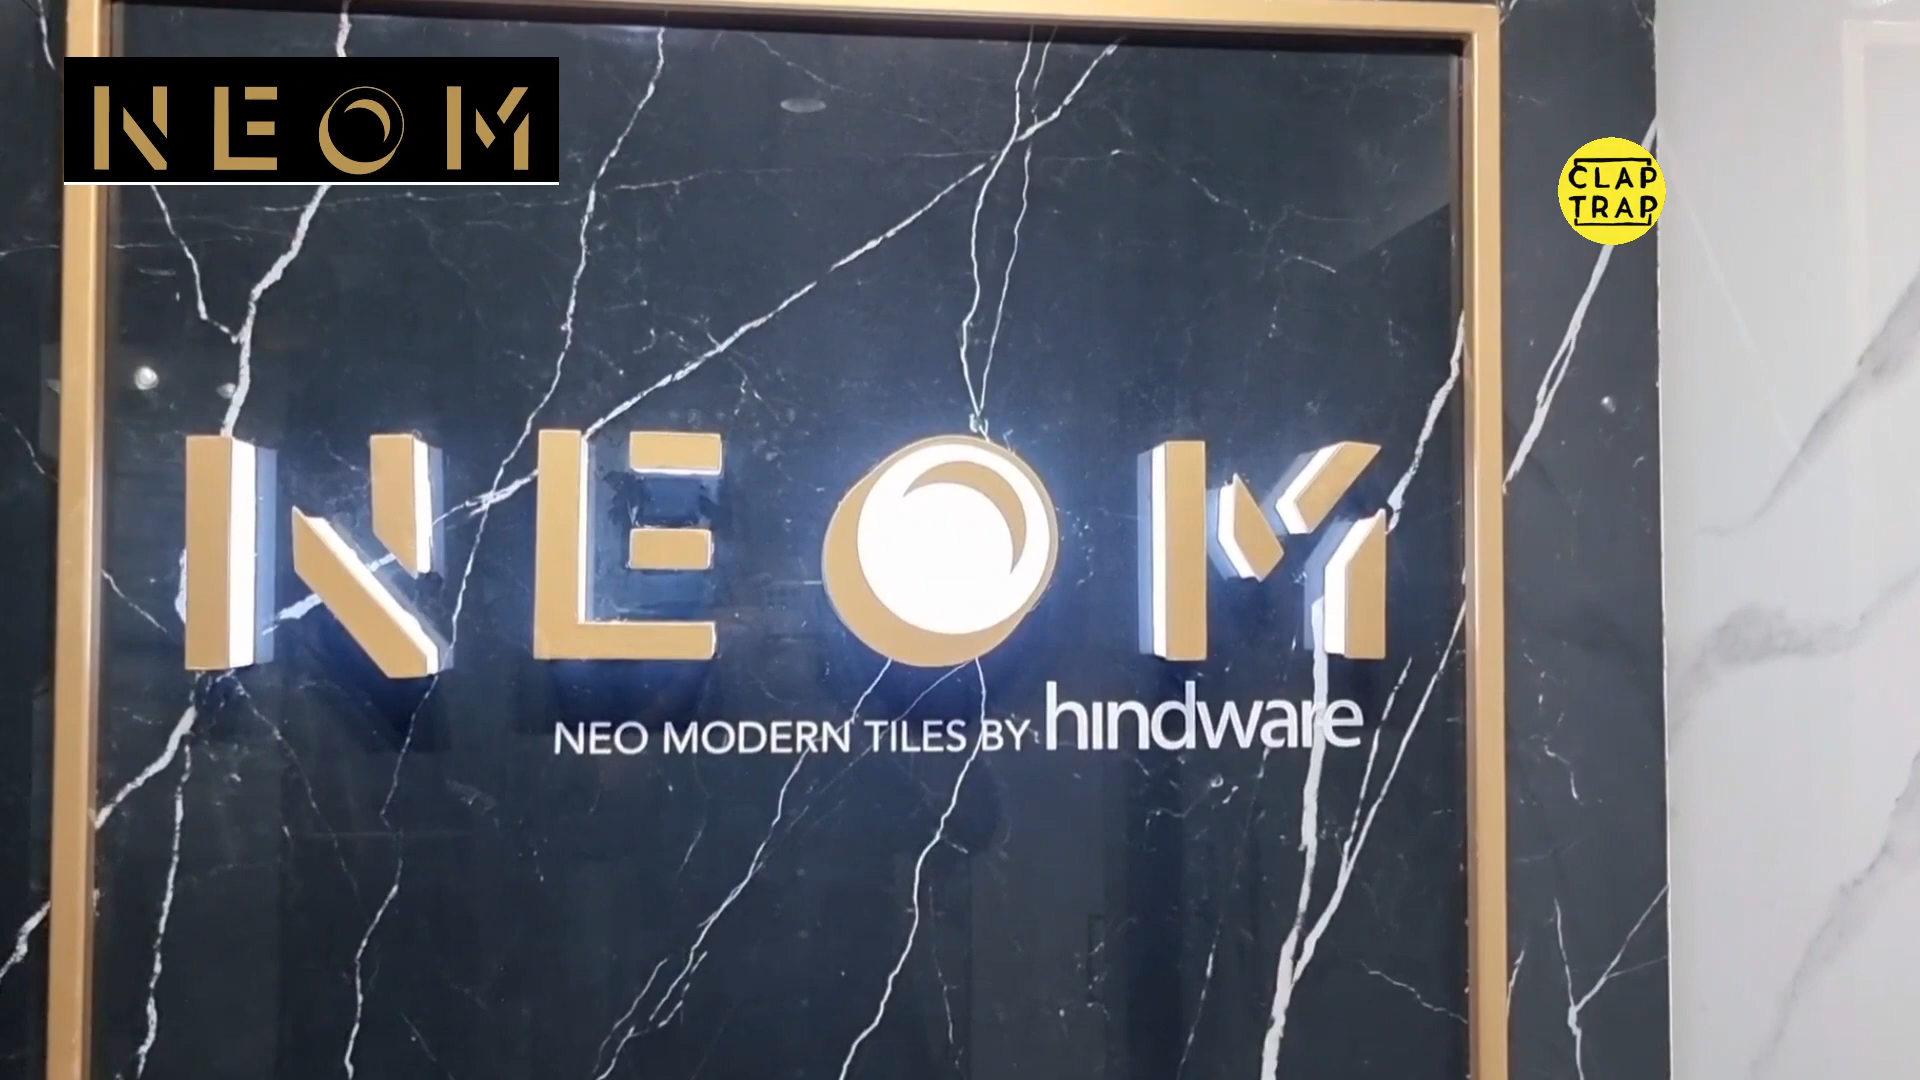 NEOM
CLAP
TRAP
NEOM
NEO MODERN TILES BY hindware